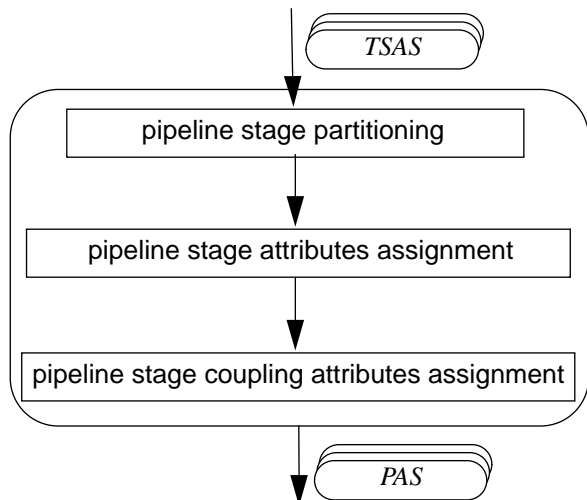 TSAS
pipeline stage partitioning
pipeline stage attributes assignment
pipeline stage coupling attributes assignment
PAS